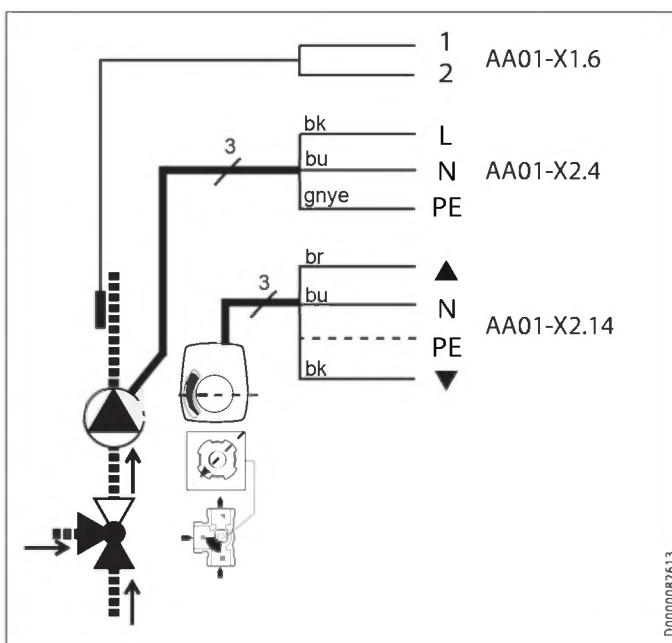 1
2 AA01-X1.6
bk L
3 bu N AA01-X2.4
gnye PE
br ▲
3 bu N
PE AA01-X2.14
bk ▼
D0000082613